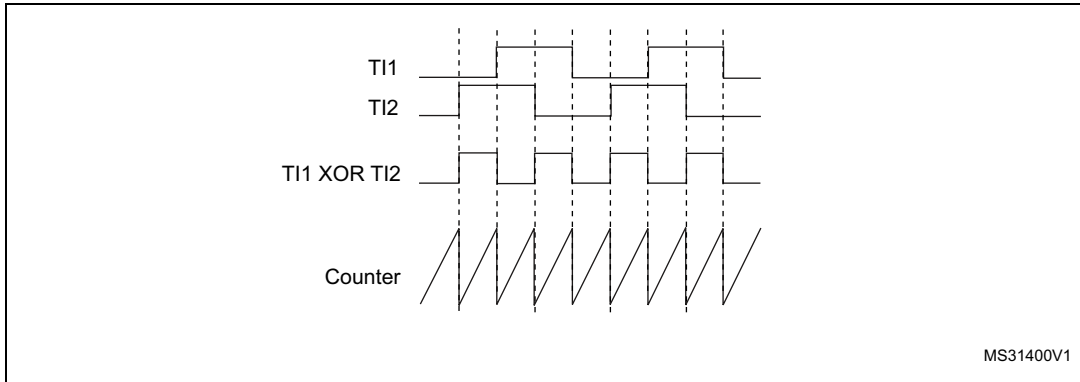 TI1
TI2
TI1 XOR TI2
Counter
MS31400V1